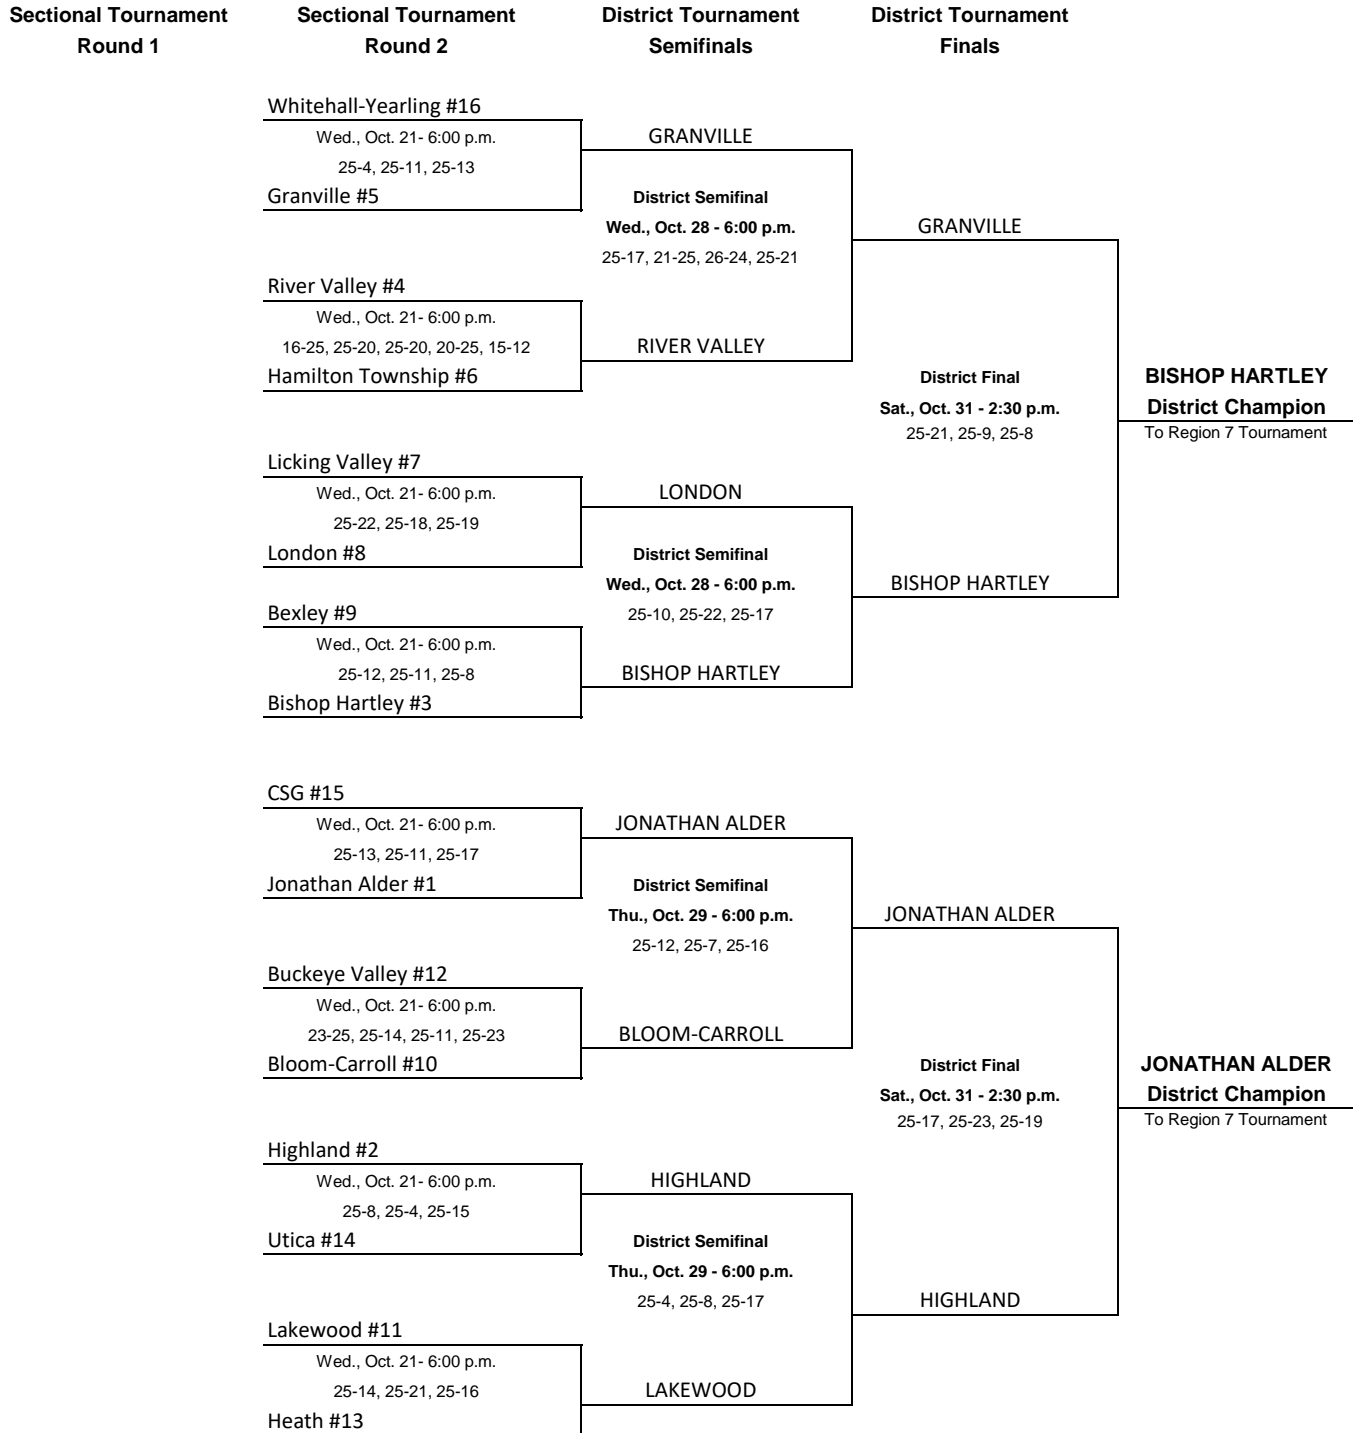 Sectional Tournament
Round 1
Sectional Tournament
Round 2
District Tournament
Semifinals
District Tournament
Finals
Whitehall-Yearling #16
Wed., Oct. 21- 6:00 p.m.
25-4, 25-11, 25-13
Granville #5
GRANVILLE
District Semifinal
Wed., Oct. 28 - 6:00 p.m.
25-17, 21-25, 26-24, 25-21
GRANVILLE
River Valley #4
Wed., Oct. 21- 6:00 p.m.
16-25, 25-20, 25-20, 20-25, 15-12
Hamilton Township #6
RIVER VALLEY
District Final
Sat., Oct. 31 - 2:30 p.m.
25-21, 25-9, 25-8
BISHOP HARTLEY
District Champion
To Region 7 Tournament
Licking Valley #7
Wed., Oct. 21- 6:00 p.m.
25-22, 25-18, 25-19
London #8
LONDON
District Semifinal
Wed., Oct. 28 - 6:00 p.m.
25-10, 25-22, 25-17
BISHOP HARTLEY
Bexley #9
Wed., Oct. 21- 6:00 p.m.
25-12, 25-11, 25-8
Bishop Hartley #3
BISHOP HARTLEY
CSG #15
Wed., Oct. 21- 6:00 p.m.
25-13, 25-11, 25-17
Jonathan Alder #1
JONATHAN ALDER
District Semifinal
Thu., Oct. 29 - 6:00 p.m.
25-12, 25-7, 25-16
JONATHAN ALDER
Buckeye Valley #12
Wed., Oct. 21- 6:00 p.m.
23-25, 25-14, 25-11, 25-23
Bloom-Carroll #10
BLOOM-CARROLL
District Final
Sat., Oct. 31 - 2:30 p.m.
25-17, 25-23, 25-19
JONATHAN ALDER
District Champion
To Region 7 Tournament
Highland #2
Wed., Oct. 21- 6:00 p.m.
25-8, 25-4, 25-15
Utica #14
HIGHLAND
District Semifinal
Thu., Oct. 29 - 6:00 p.m.
25-4, 25-8, 25-17
HIGHLAND
Lakewood #11
Wed., Oct. 21- 6:00 p.m.
25-14, 25-21, 25-16
Heath #13
LAKEWOOD